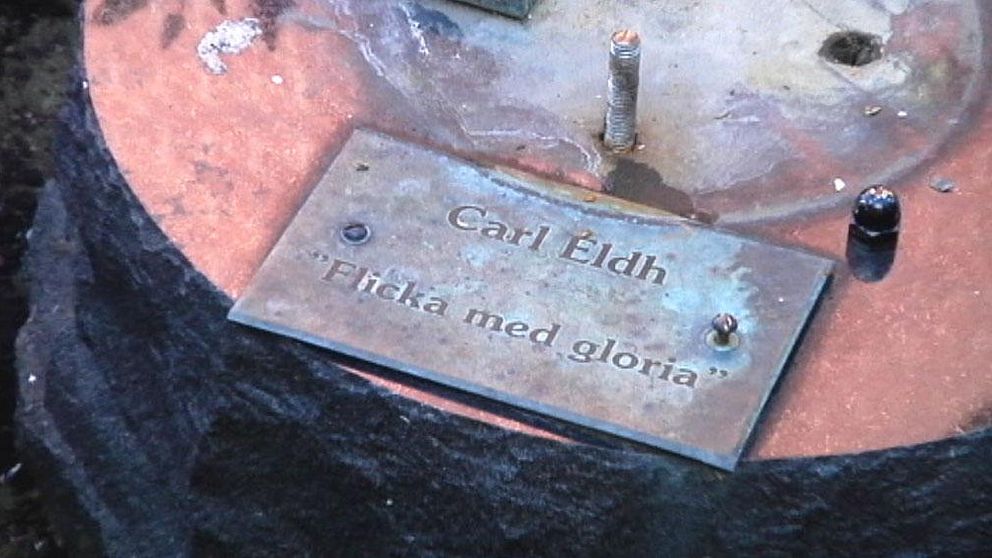 Carl Eldh
”Flicka med gloria”